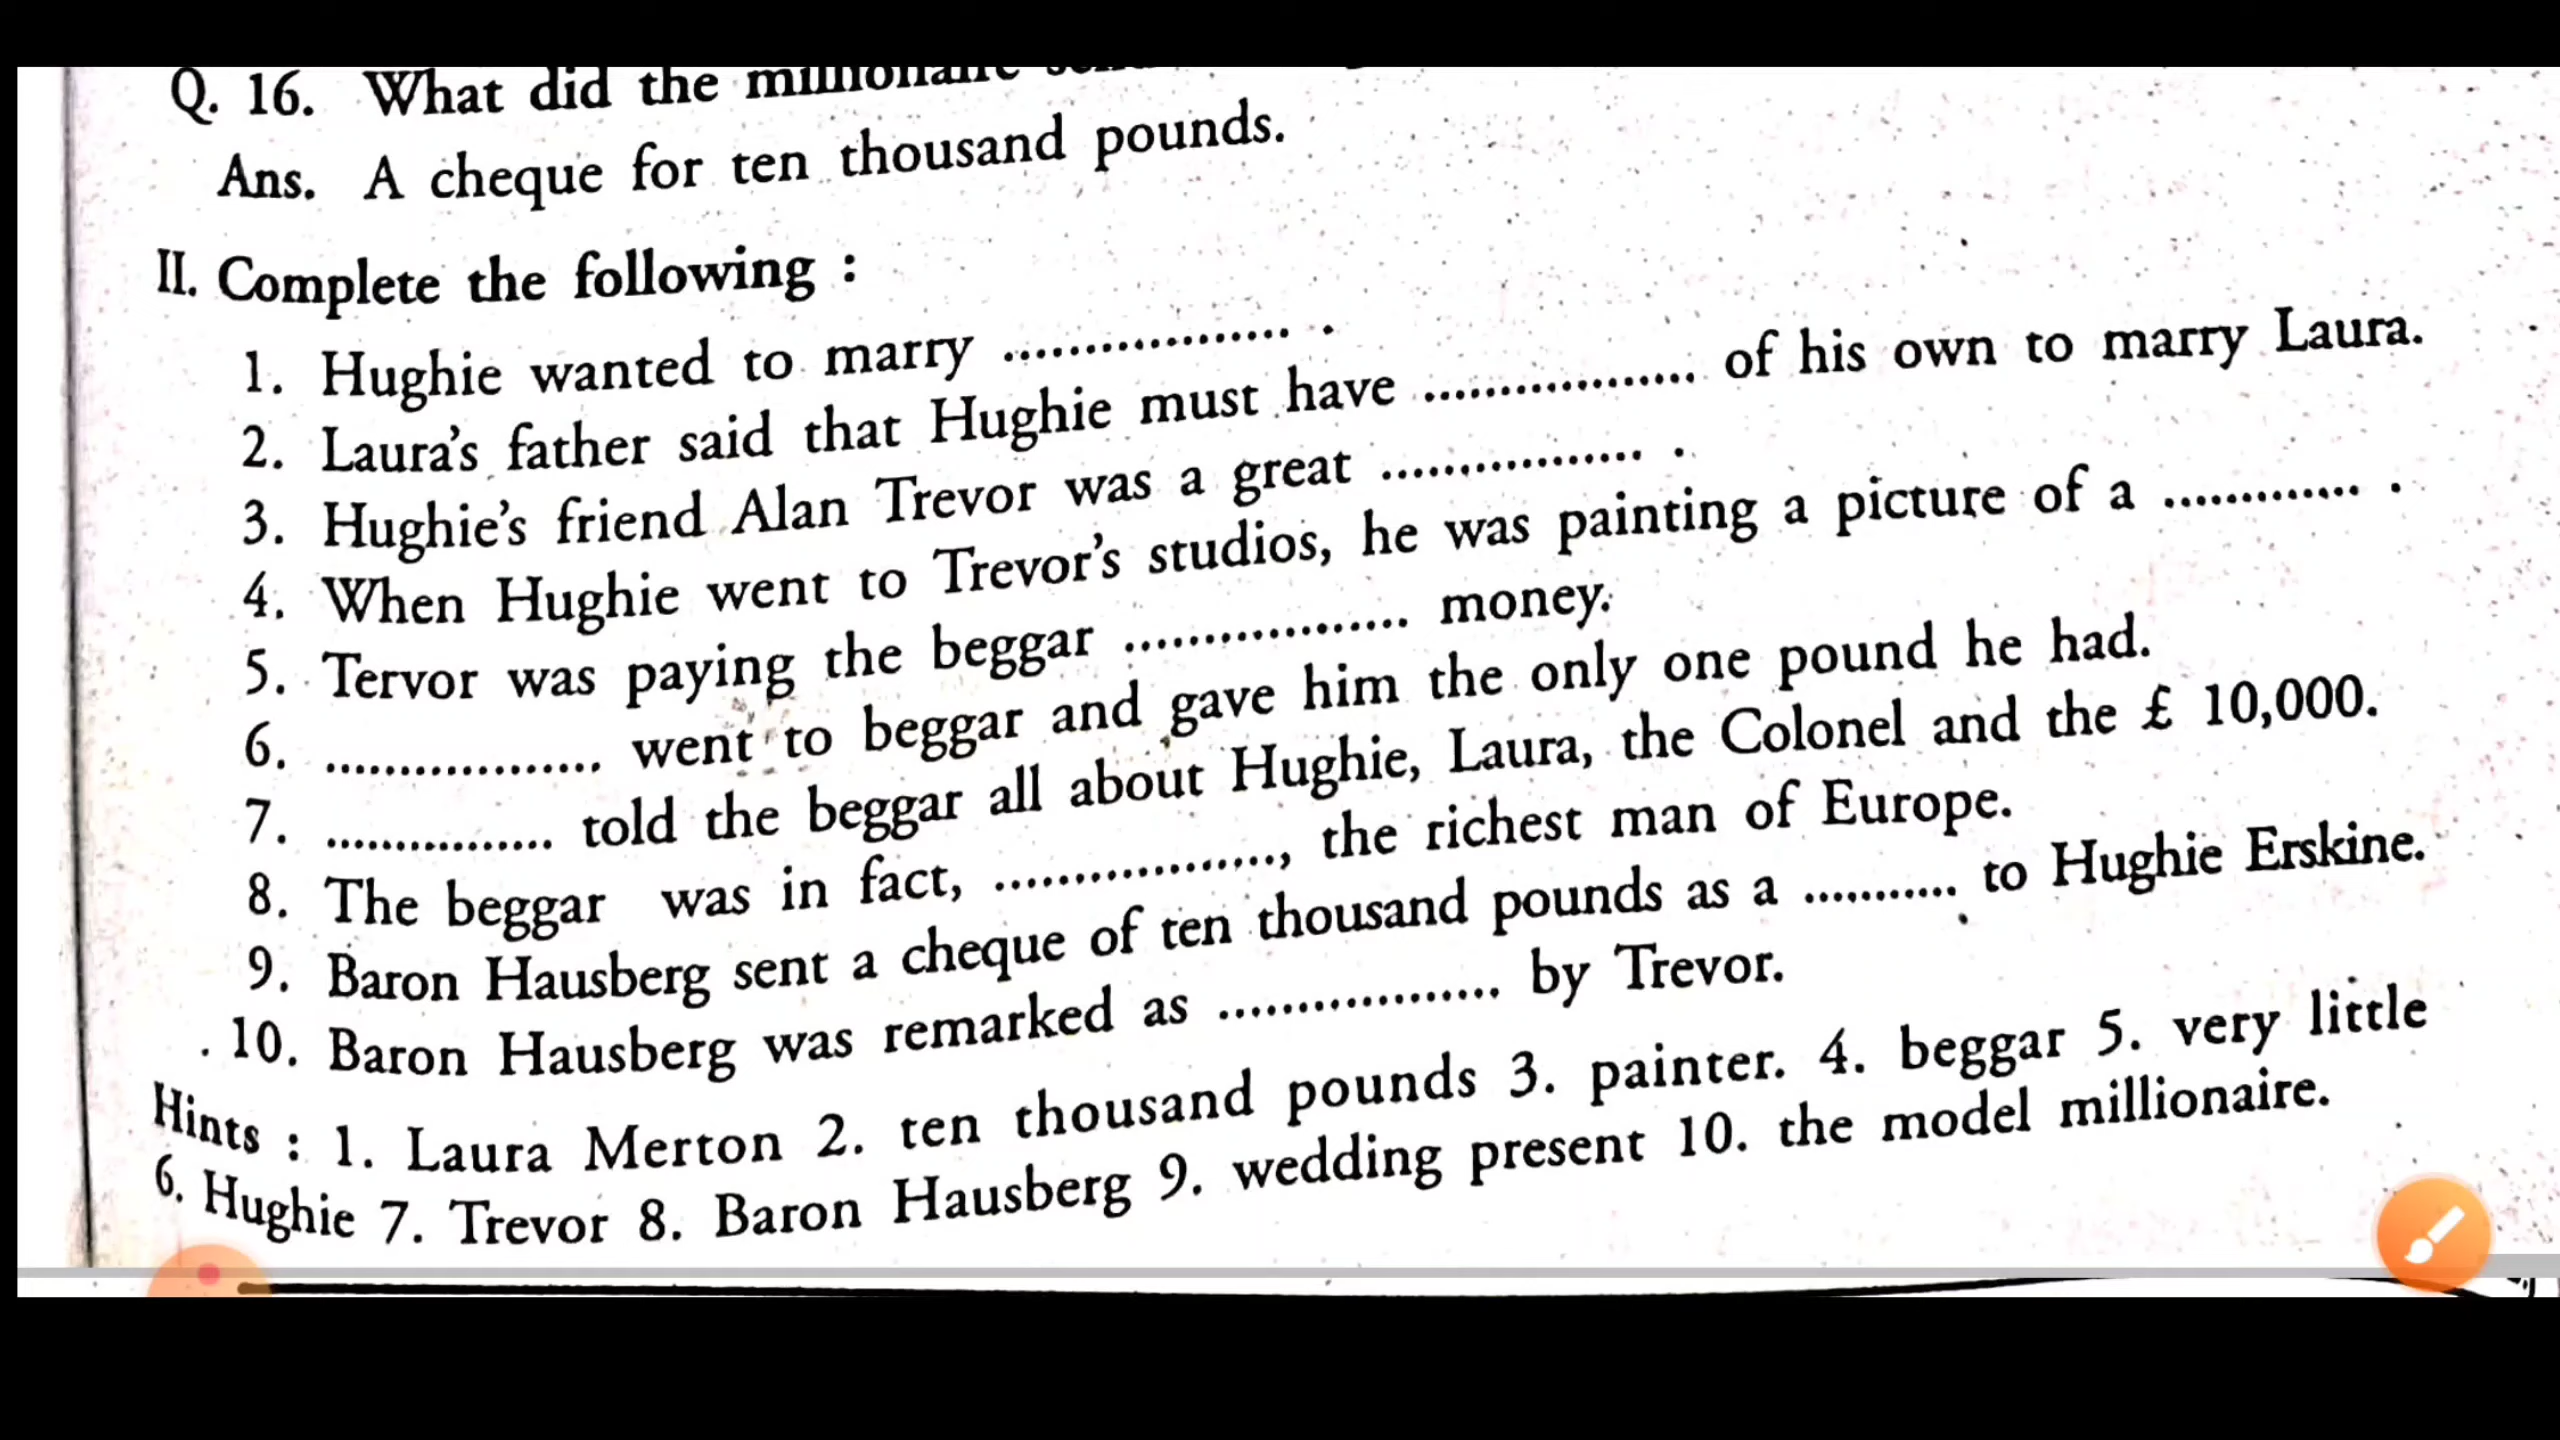 Q. 16. What did the millionaire
Ans. A cheque for ten thousand pounds.
II. Complete the following :
1. Hughie wanted to marry .................. .
2. Laura's father said that Hughie must have .................. of his own to marry Laura.
3. Hughie's friend Alan Trevor was a great ................. .
4. When Hughie went to Trevor's studios, he was painting a picture of a ............. .
5. Tervor was paying the beggar .................. money.
6. ................... went to beggar and gave him the only one pound he had.
7. ................ told the beggar all about Hughie, Laura, the Colonel and the £ 10,000.
8. The beggar was in fact, .................., the richest man of Europe.
9. Baron Hausberg sent a cheque of ten thousand pounds as a ........... to Hughie Erskine.
10. Baron Hausberg was remarked as .................. by Trevor.
Hints : 1. Laura Merton 2. ten thousand pounds 3. painter. 4. beggar 5. very little
6. Hughie 7. Trevor 8. Baron Hausberg 9. wedding present 10. the model millionaire.